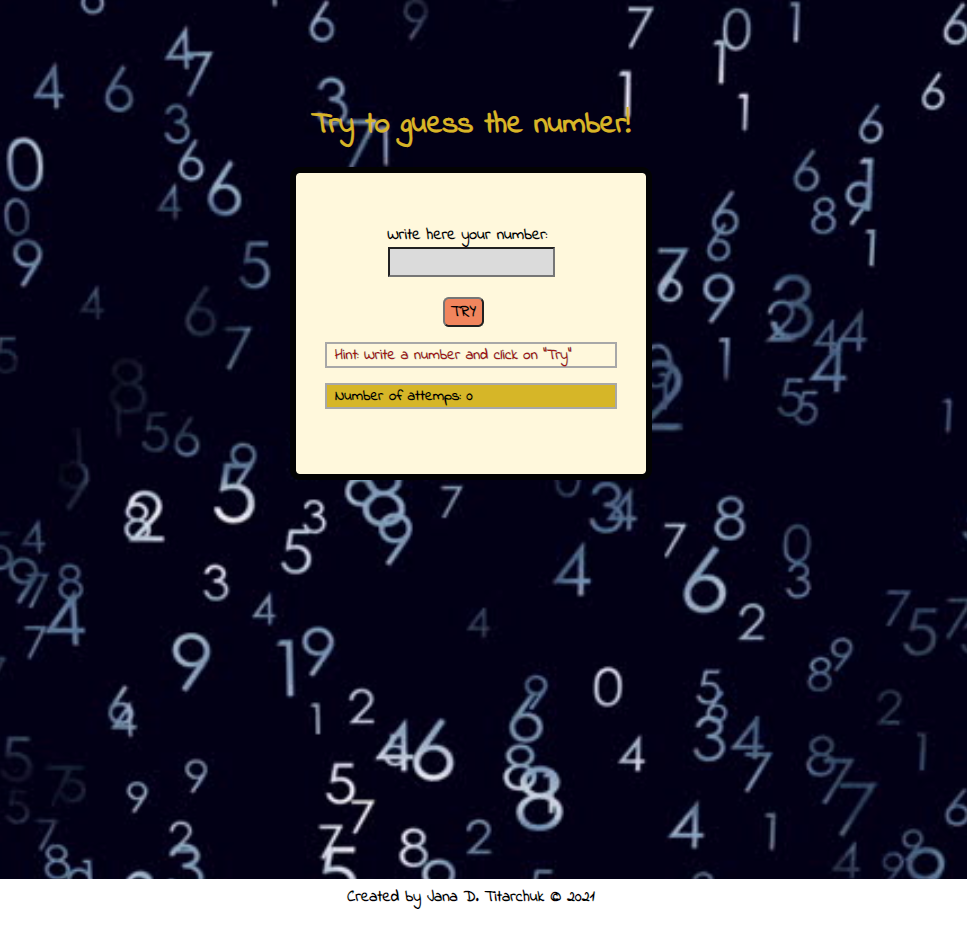 Try to guess the number!
Write here your number:
TRY
Hint: Write a number and click on "Try"
Number of attemps: 0
Created by Jana D. Titarchuk © 2021